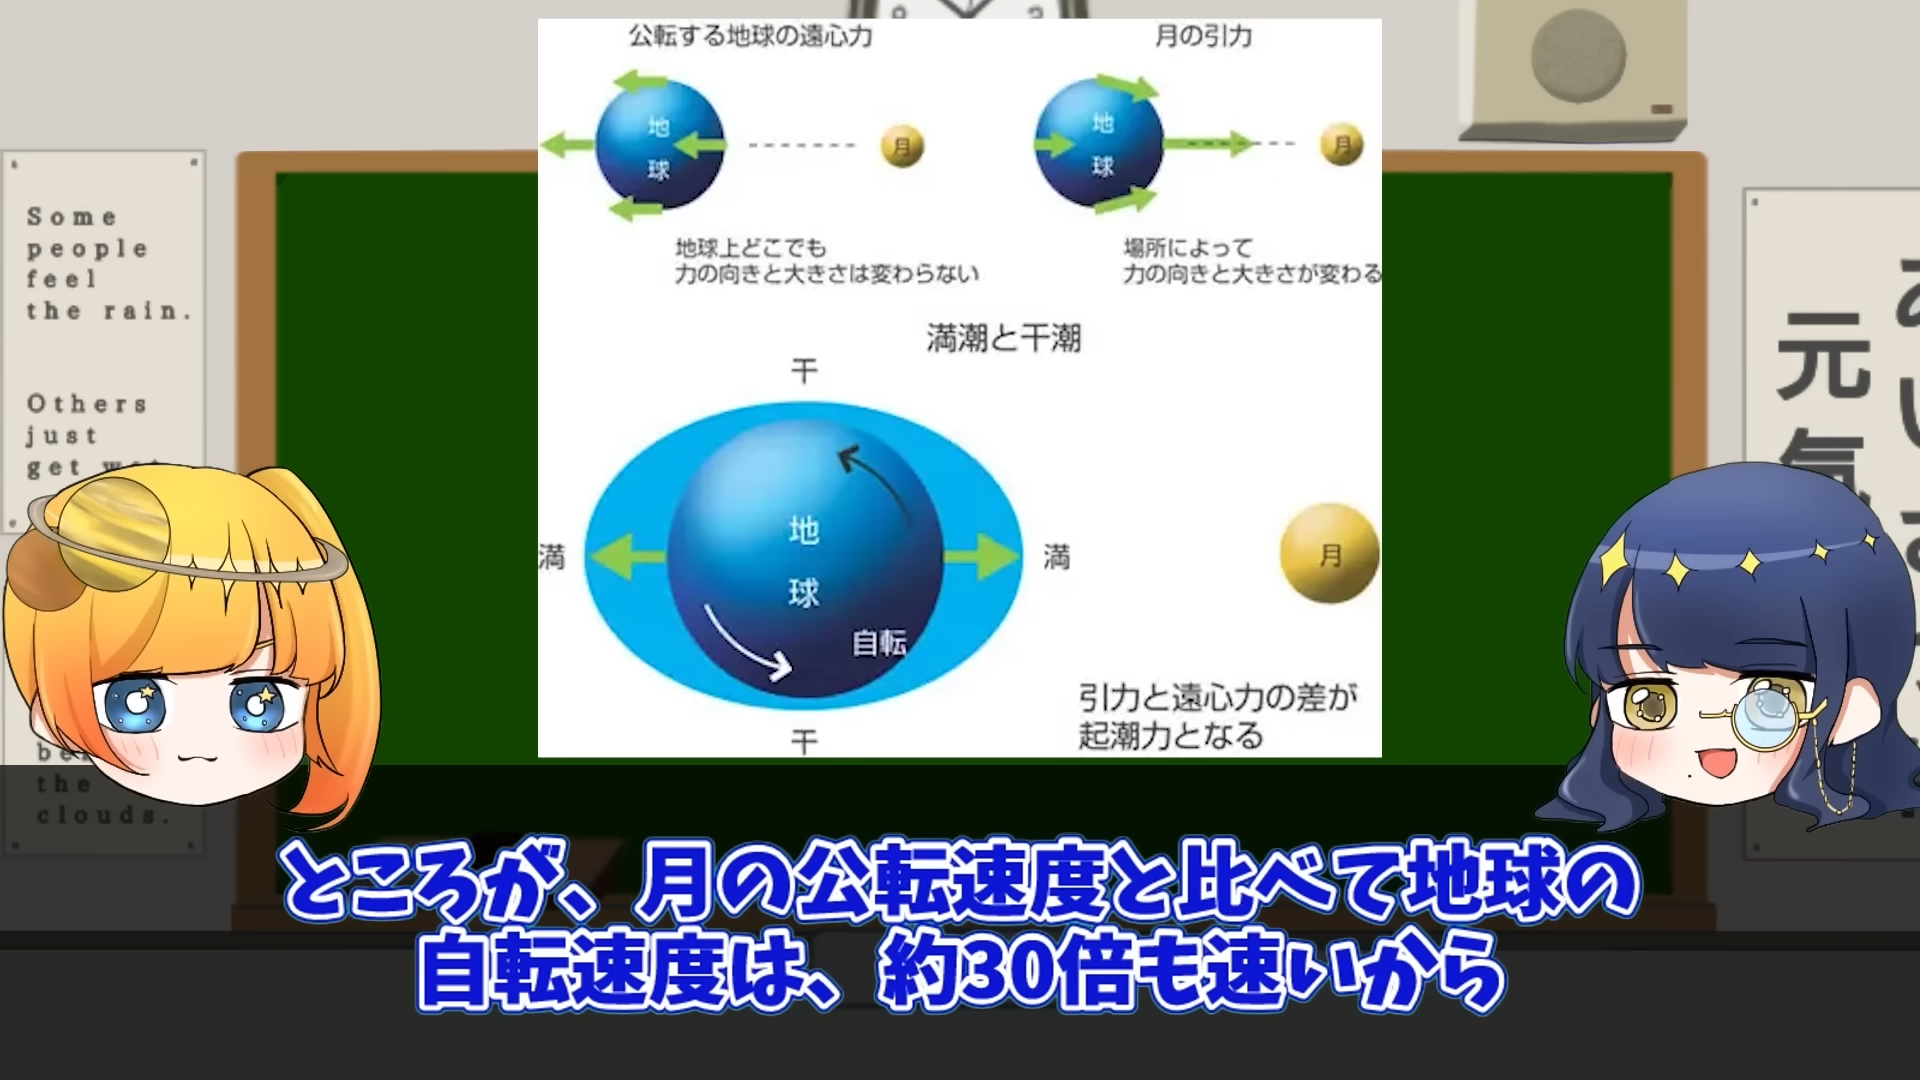 公転する地球の遠心力
月の引力
地
球
月
地
球
月
地球上どこでも
力の向きと大きさは変わらない
場所によって
力の向きと大きさが変わる
満潮と干潮
干
満
地
球
自転
満
月
干
引力と遠心力の差が
起潮力となる
Some
people
feel
the rain.
Others
just
get
the
clouds.
元
気
ところが、月の公転速度と比べて地球の
自転速度は、約30倍も速いから